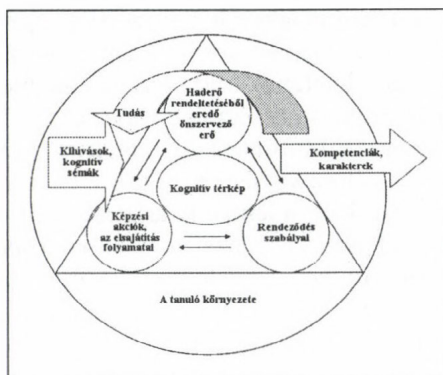 Haderő
rendeltetéséből
eredő
önszervező
erő
Tudás
Kihívások,
kognitív
sémák
Kompetenciák,
karakterek
Kognitív térkép
Képzési
akciók,
az elsajátítás
folyamatai
Rendeződés
szabályai
A tanuló környezete